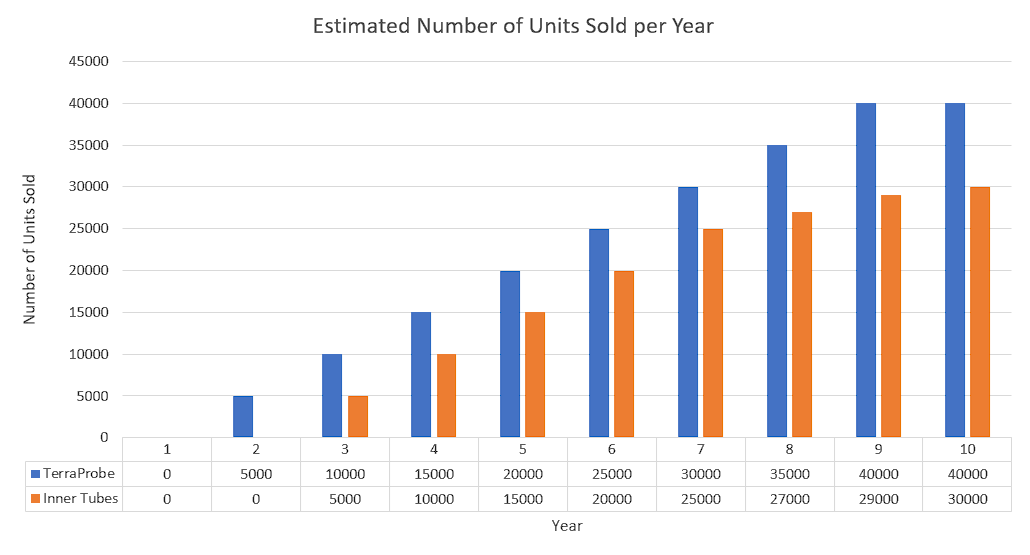 Estimated Number of Units Sold per Year
45000
40000
35000
30000
25000
20000
15000
10000
5000
0
Number of Units Sold
1 2 3 4 5 6 7 8 9 10
TerraProbe 0 5000 10000 15000 20000 25000 30000 35000 40000 40000
Inner Tubes 0 0 5000 10000 15000 20000 25000 27000 29000 30000
Year